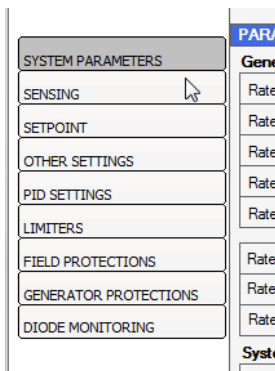 SYSTEM PARAMETERS
SENSING
SETPOINT
OTHER SETTINGS
PID SETTINGS
LIMITERS
FIELD PROTECTIONS
GENERATOR PROTECTIONS
DIODE MONITORING
PARA
Gene
Rate
Rate
Rate
Rate
Rate
Rate
Rate
Rate
Syste